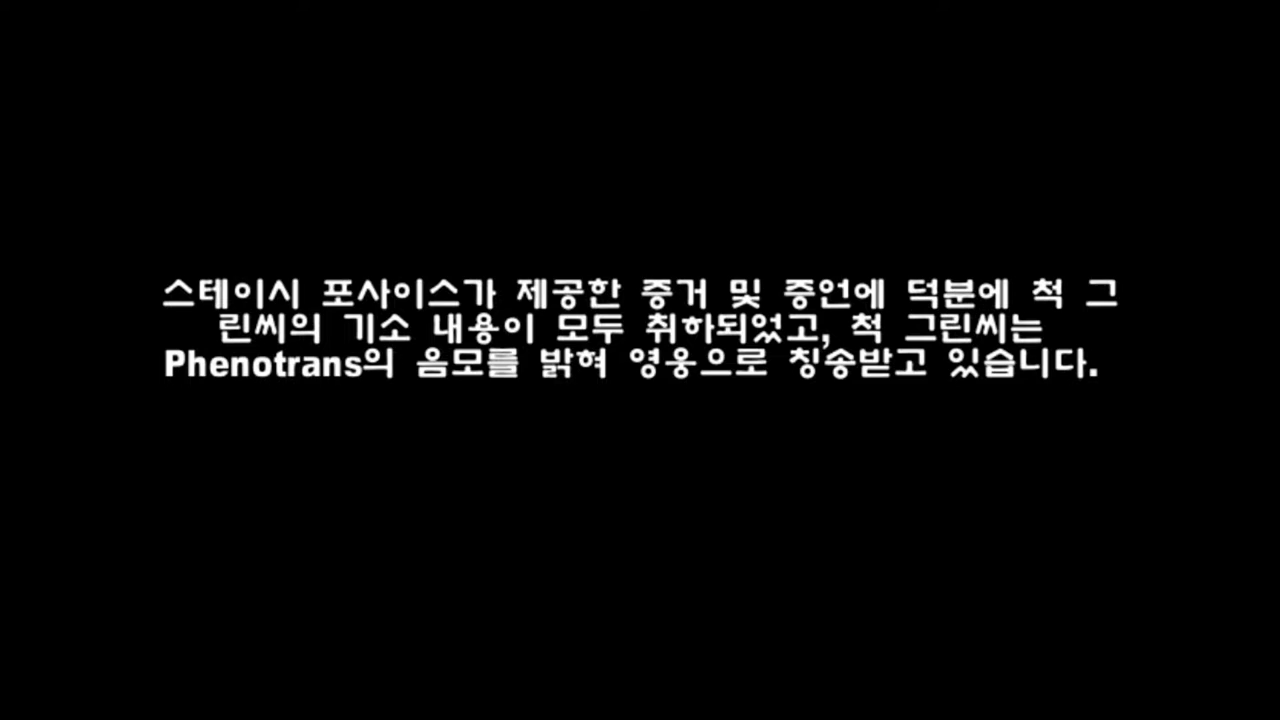 스테이시 포사이스가 제공한 증거 및 증언에 덕분에 척 그
린씨의 기소 내용이 모두 취하되었고, 척 그린씨는
Phenotrans의 음모를 밝혀 영웅으로 칭송받고 있습니다.